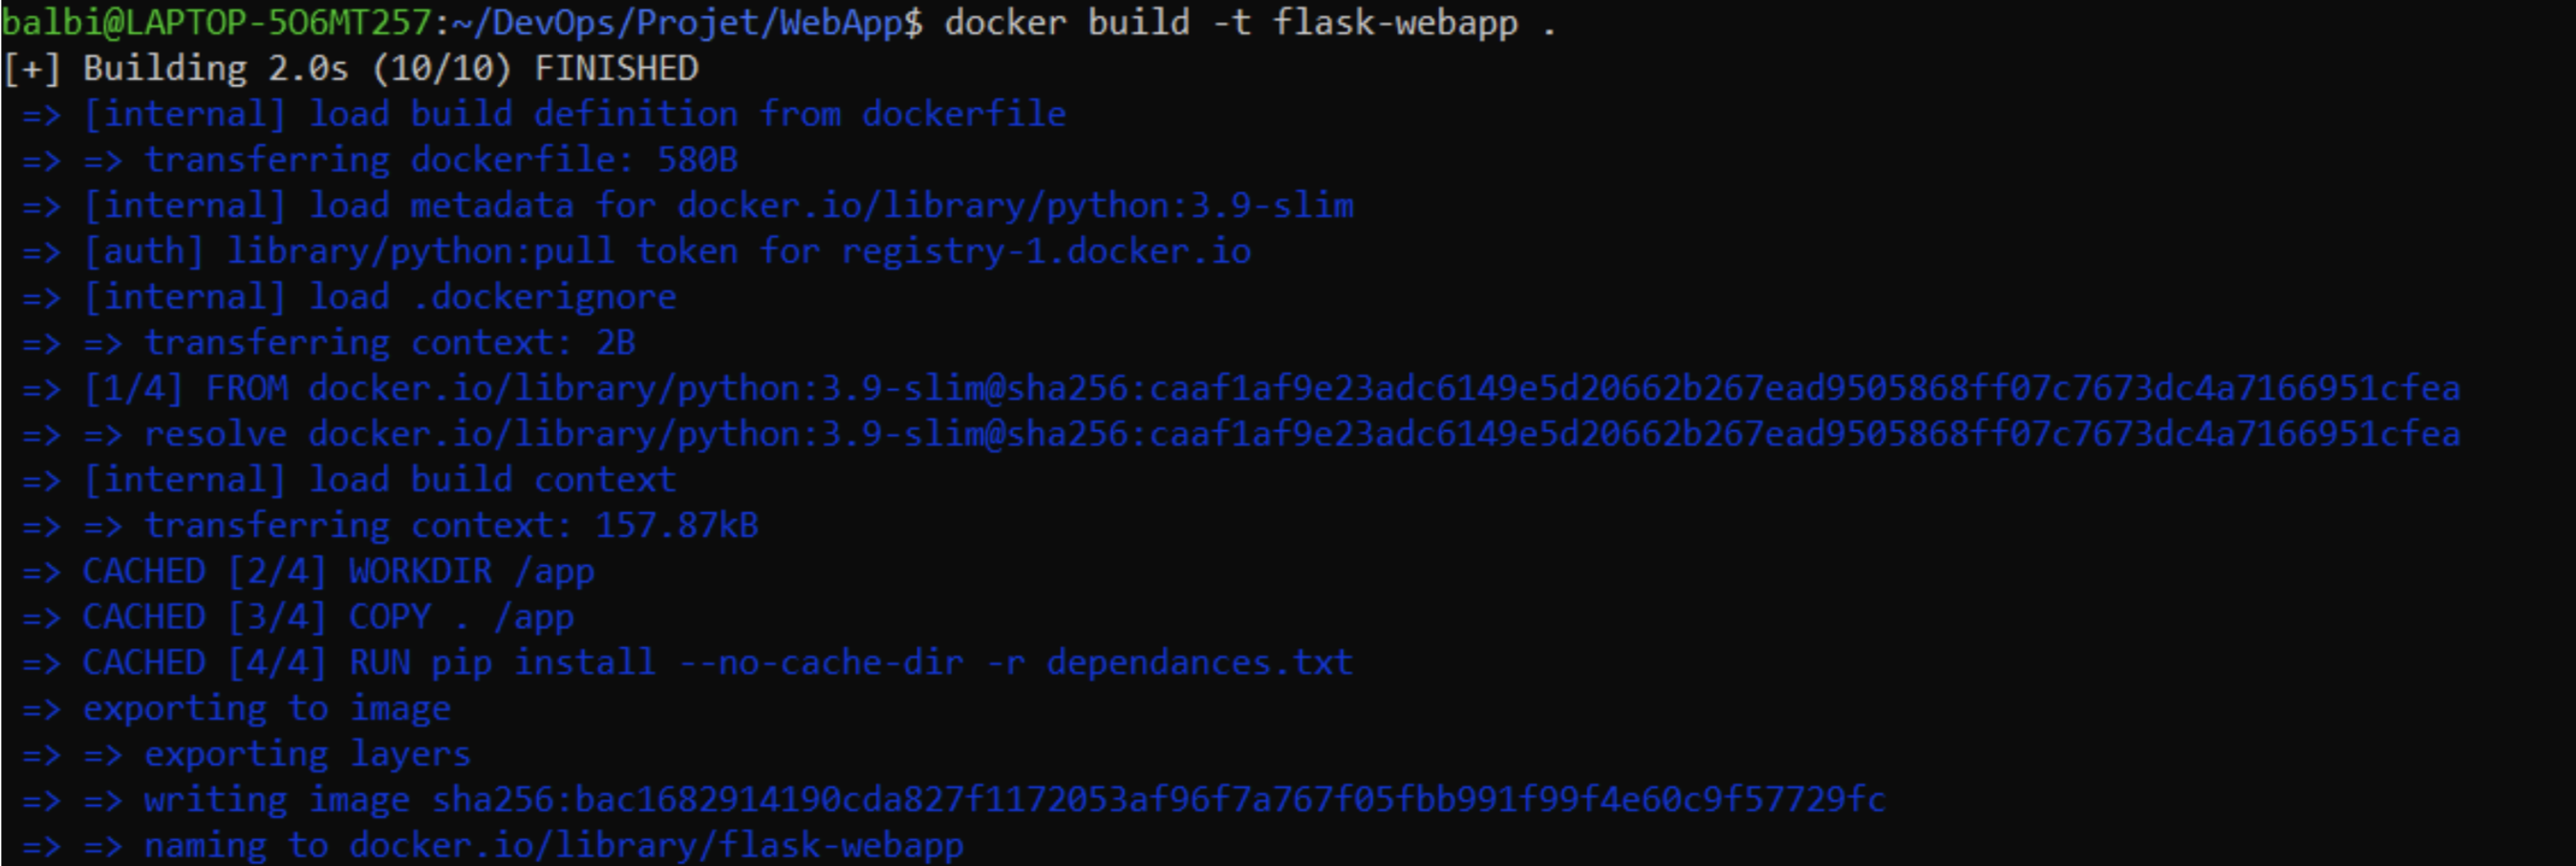 balbi@LAPTOP-5O6MT257:~/DevOps/Projet/WebApp$ docker build -t flask-webapp .
[+] Building 2.0s (10/10) FINISHED
=> [internal] load build definition from dockerfile
=> => transferring dockerfile: 580B
=> [internal] load metadata for docker.io/library/python:3.9-slim
=> [auth] library/python:pull token for registry-1.docker.io
=> [internal] load .dockerignore
=> => transferring context: 2B
=> [1/4] FROM docker.io/library/python:3.9-slim@sha256:caaf1af9e23adc6149e5d20662b267ead9505868ff07c7673dc4a7166951cfea
=> => resolve docker.io/library/python:3.9-slim@sha256:caaf1af9e23adc6149e5d20662b267ead9505868ff07c7673dc4a7166951cfea
=> [internal] load build context
=> => transferring context: 157.87kB
=> CACHED [2/4] WORKDIR /app
=> CACHED [3/4] COPY . /app
=> CACHED [4/4] RUN pip install --no-cache-dir -r dependances.txt
=> exporting to image
=> => exporting layers
=> => writing image sha256:bac1682914190cda827f1172053af96f7a767f05fbb991f99f4e60c9f57729fc
=> => naming to docker.io/library/flask-webapp